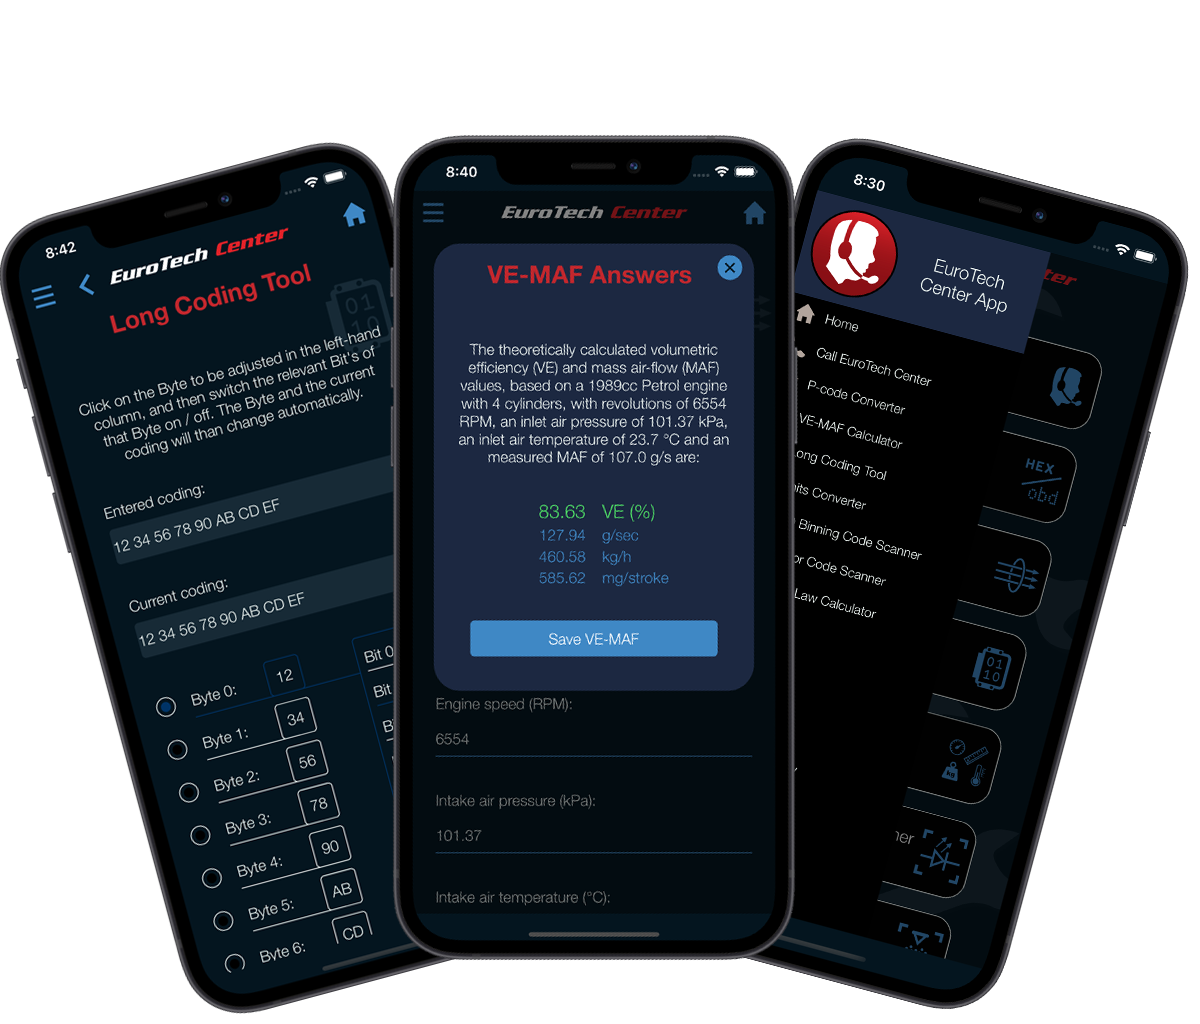 8:42
EuroTech Center
Long Coding Tool
Click on the Byte to be adjusted in the left-hand
column, and then switch the relevant Bit's of
that Byte on / off. The Byte and the current
coding will than change automatically.
Entered coding:
12 34 56 78 90 AB CD EF
Current coding:
12 34 56 78 90 AB CD EF
Byte 0: 12
Byte 1: 34
Byte 2: 56
Byte 3: 78
Byte 4: 90
Byte 5: AB
Byte 6: CD
Bit 0
Bit
01
10
8:40
EuroTech Center
VE-MAF Answers
The theoretically calculated volumetric
efficiency (VE) and mass air-flow (MAF)
values, based on a 1989cc Petrol engine
with 4 cylinders, with revolutions of 6554
RPM, an inlet air pressure of 101.37 kPa,
an inlet air temperature of 23.7 °C and an
measured MAF of 107.0 g/s are:
83.63 VE (%)
127.94 g/sec
460.58 kg/h
585.62 mg/stroke
Save VE-MAF
Engine speed (RPM):
6554
Intake air pressure (kPa):
101.37
Intake air temperature (°C):
8:30
EuroTech
Center App
Home
Call EuroTech Center
P-code Converter
VE-MAF Calculator
ong Coding Tool
its Converter
Binning Code Scanner
or Code Scanner
Law Calculator
HEX
obd
01
10